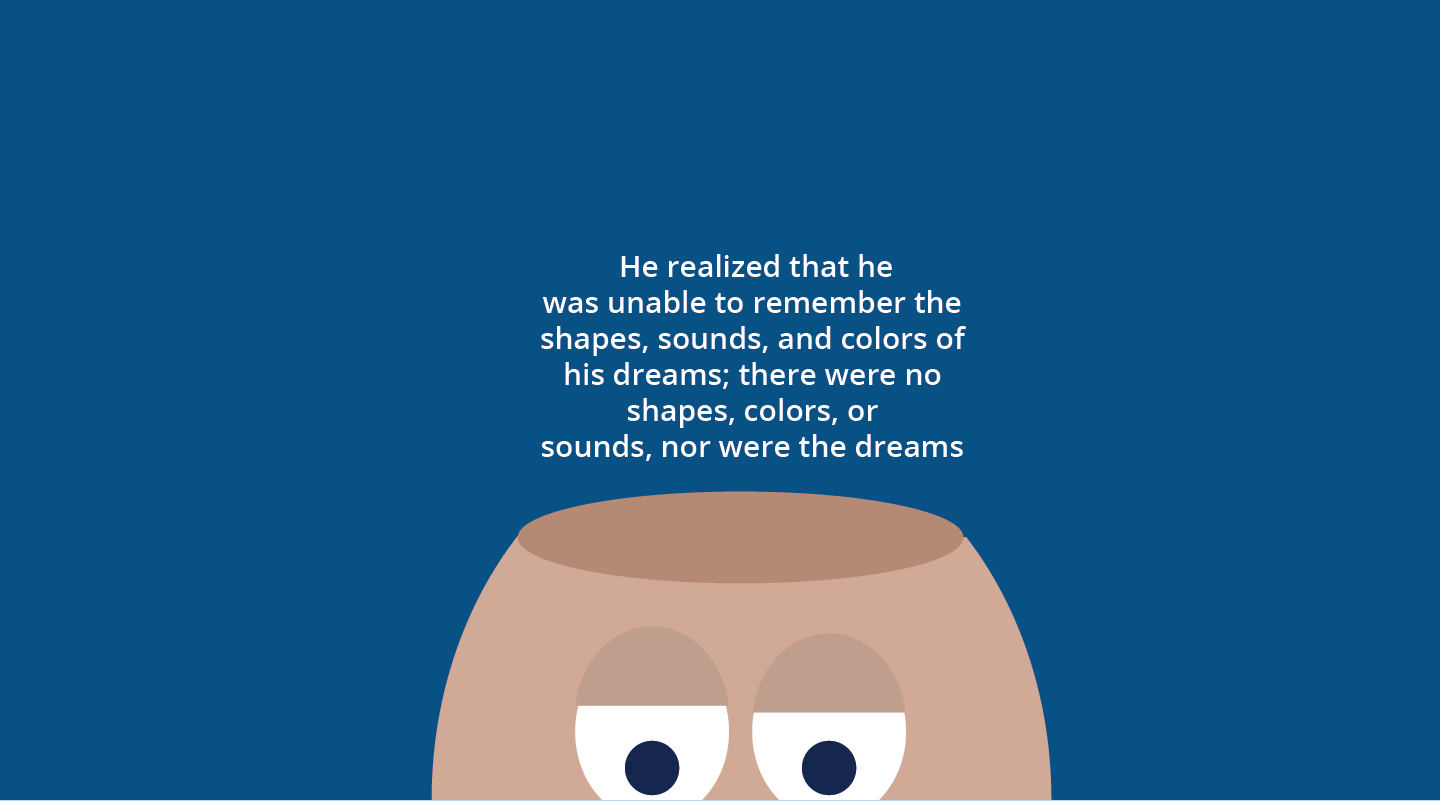 He realized that he
was unable to remember the
shapes, sounds, and colors of
his dreams; there were no
shapes, colors, or
sounds, nor were the dreams